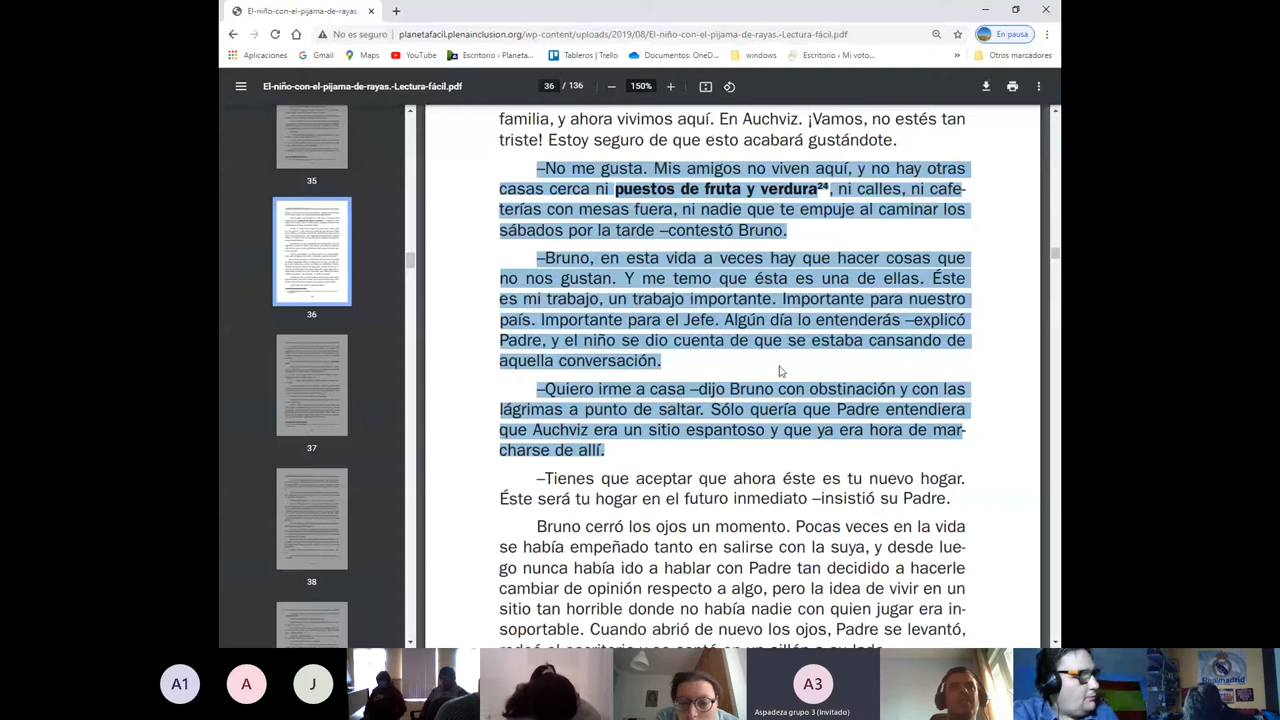 El-niño-con-el-pijama-de-rayas.-
No es seguro
planetafacil.plenainclusion.org/wp-content/uploads/2019/08/El-niño-con-el-pijama-de-rayas.-Lectura-fácil.pdf
En pausa
Aplicaciones
Gmail
YouTube
Escritorio < Planeta...
Tableros | Trello
Documentos: OneD...
windows
Escritorio ‹ Mi voto...
El-niño-con-el-pijama-de-rayas.-Lectura-fácil.pdf
36 / 136
150%
35
36
37
38
familia, y ahora vivimos aquí. El Auchviz. ¡Vamos, no estés tan
triste! Estoy seguro de que esto acabará gustándote.
–No me gusta. Mis amigos no viven aquí, y no hay otras
casas cerca ni puestos de fruta y verdura24, ni calles, ni cafe-
terías con mesas fuera, ni nadie que te empuje al caminar los
sábados por la tarde –contestó Bruno.
–Bruno, en esta vida a veces hay que hacer cosas que
no nos gustan, no tenemos más que de ellas. Éste
es mi trabajo, un trabajo importante. Importante para nuestro
país. Importante para el Jefe. Algún día lo entenderás –explicó
Padre, y el niño se dio cuenta de que se estaba cansando de
aquella conversación.
–Quiero irme a casa –dijo Bruno con obstinación y con las
lágrimas a punto de saltar. Solo quería que Padre entendiera
que Auchviz era un sitio espantoso y que ya era hora de mar-
charse de allí.
–Tienes que aceptar que ahora éste es tu nuevo hogar.
Éste será tu hogar en el futuro inmediato –insistió su Padre.
Bruno cerró los ojos un momento. Pocas veces en la vida
se había empeñado tanto en salirse con la suya, y desde lue-
go nunca había ido a hablar con Padre tan decidido a hacerle
cambiar de opinión respecto a algo, pero la idea de vivir en un
sitio tan horrible donde no había nadie con quien jugar era in-
soportable. Cuando abrió de nuevo los ojos, Padre se levantó,
rodeó el escritorio y se sentó en un sillón a su lado.
A1
A
J
A3
Aspadeza grupo 3 (Invitado)
Realmadrid